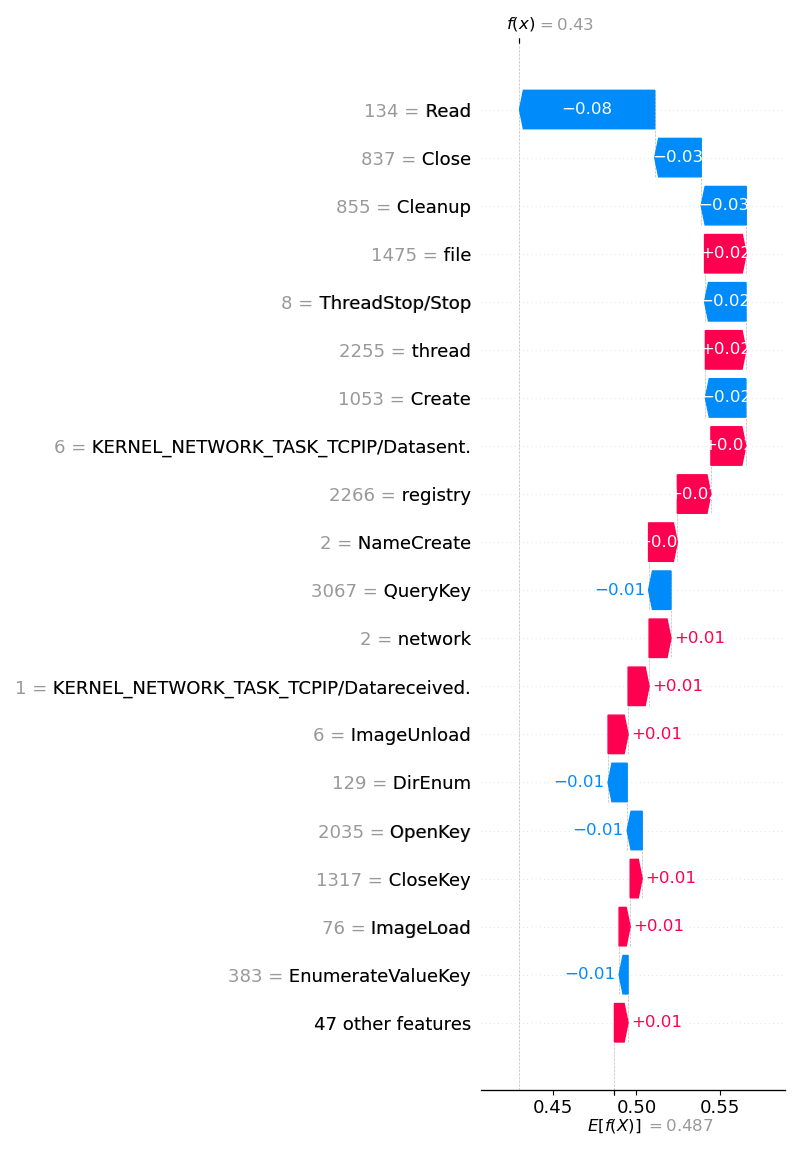 f(x) = 0.43
134 = Read
−0.08
837 = Close
−0.03
855 = Cleanup
−0.03
1475 = file
+0.02
8 = ThreadStop/Stop
−0.02
2255 = thread
+0.02
1053 = Create
−0.02
6 = KERNEL_NETWORK_TASK_TCPIP/Datasent.
2266 = registry
2 = NameCreate
3067 = QueryKey
−0.01
2 = network
+0.01
1 = KERNEL_NETWORK_TASK_TCPIP/Datareceived.
+0.01
6 = ImageUnload
+0.01
129 = DirEnum
−0.01
2035 = OpenKey
−0.01
1317 = CloseKey
+0.01
76 = ImageLoad
+0.01
383 = EnumerateValueKey
−0.01
47 other features
+0.01
0.45 0.50 0.55
E[f(X)] = 0.487